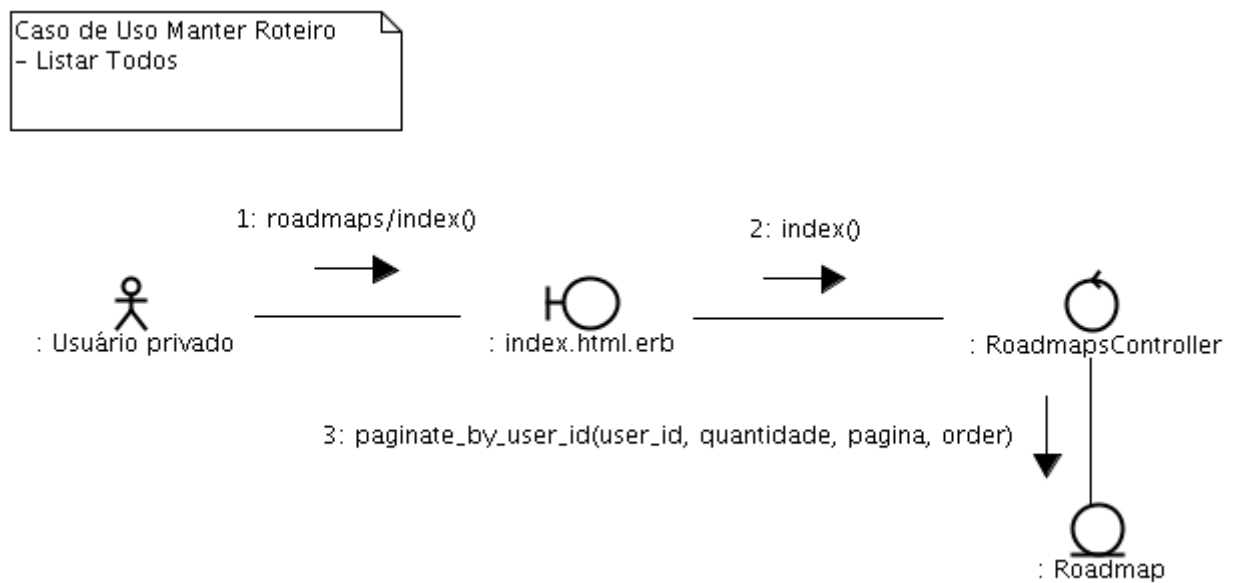 Caso de Uso Manter Roteiro
- Listar Todos
1: roadmaps/index()
2: index()
: Usuário privado
: index.html.erb
: RoadmapsController
3: paginate_by_user_id(user_id, quantidade, pagina, order)
: Roadmap